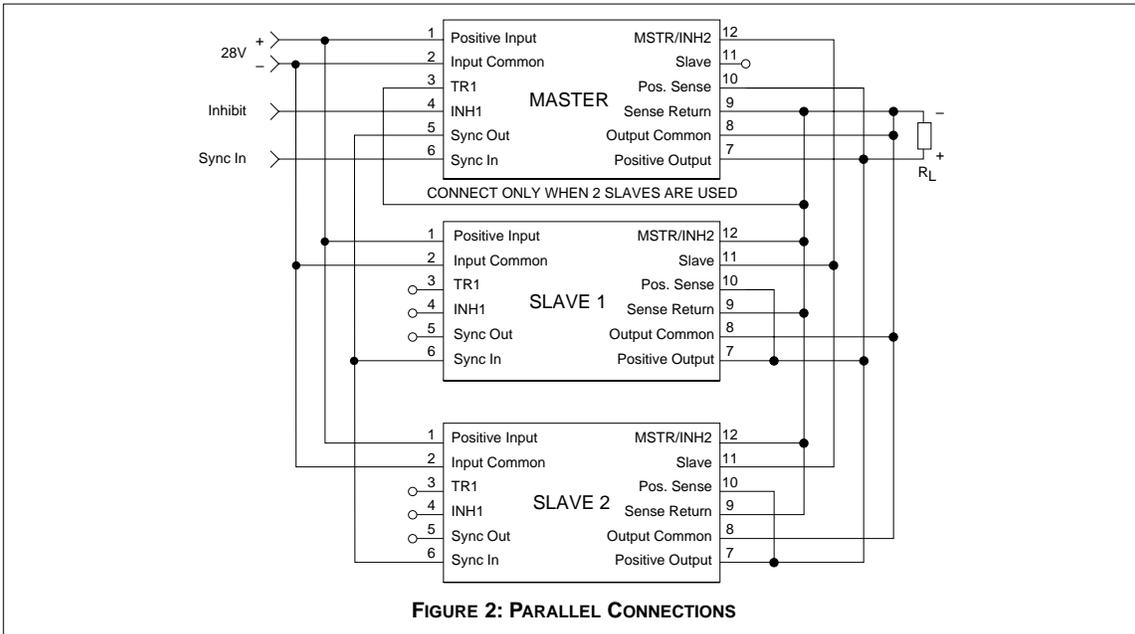 28V
+
–
Inhibit
Sync In
1 Positive Input MSTR/INH2 12
2 Input Common Slave 11
3 TR1 Pos. Sense 10
4 INH1 MASTER Sense Return 9
5 Sync Out Output Common 8
6 Sync In Positive Output 7
–
+
RL
CONNECT ONLY WHEN 2 SLAVES ARE USED
1 Positive Input MSTR/INH2 12
2 Input Common Slave 11
3 TR1 Pos. Sense 10
4 INH1 SLAVE 1 Sense Return 9
5 Sync Out Output Common 8
6 Sync In Positive Output 7
1 Positive Input MSTR/INH2 12
2 Input Common Slave 11
3 TR1 Pos. Sense 10
4 INH1 SLAVE 2 Sense Return 9
5 Sync Out Output Common 8
6 Sync In Positive Output 7
FIGURE 2: PARALLEL CONNECTIONS